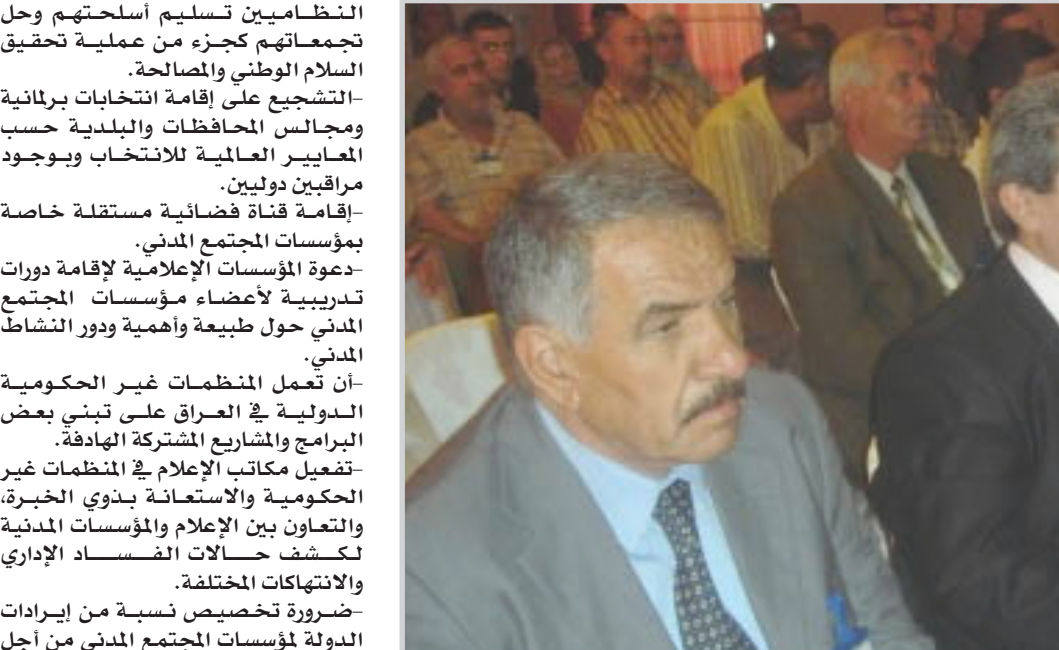 النظاميين تسليم أسلحتهم وحل
تجمعاتهم كجزء من عملية تحقيق
السلام الوطني والمصالحة.
-التشجيع على إقامة انتخابات برلمانية
ومجالس المحافظات والبلدية حسب
المعايير العالمية للانتخاب وبوجود
مراقبين دوليين.
-إقامة قناة فضائية مستقلة خاصة
بمؤسسات المجتمع المدني.
-دعوة المؤسسات الإعلامية لإقامة دورات
تدريبية لأعضاء مؤسسات المجتمع
المدني حول طبيعة وأهمية ودور النشاط
المدني.
-أن تعمل المنظمات غير الحكومية
الدولية في العراق على تبني بعض
البرامج والمشاريع المشتركة الهادفة.
-تفعيل مكاتب الإعلام في المنظمات غير
الحكومية والاستعانة بذوي الخبرة،
والتعاون بين الإعلام والمؤسسات المدنية
لكشف حالات الفساد الإداري
والانتهاكات المختلفة.
-ضرورة تخصيص نسبة من إيرادات
الدولة لمؤسسات المجتمع المدني من أجل